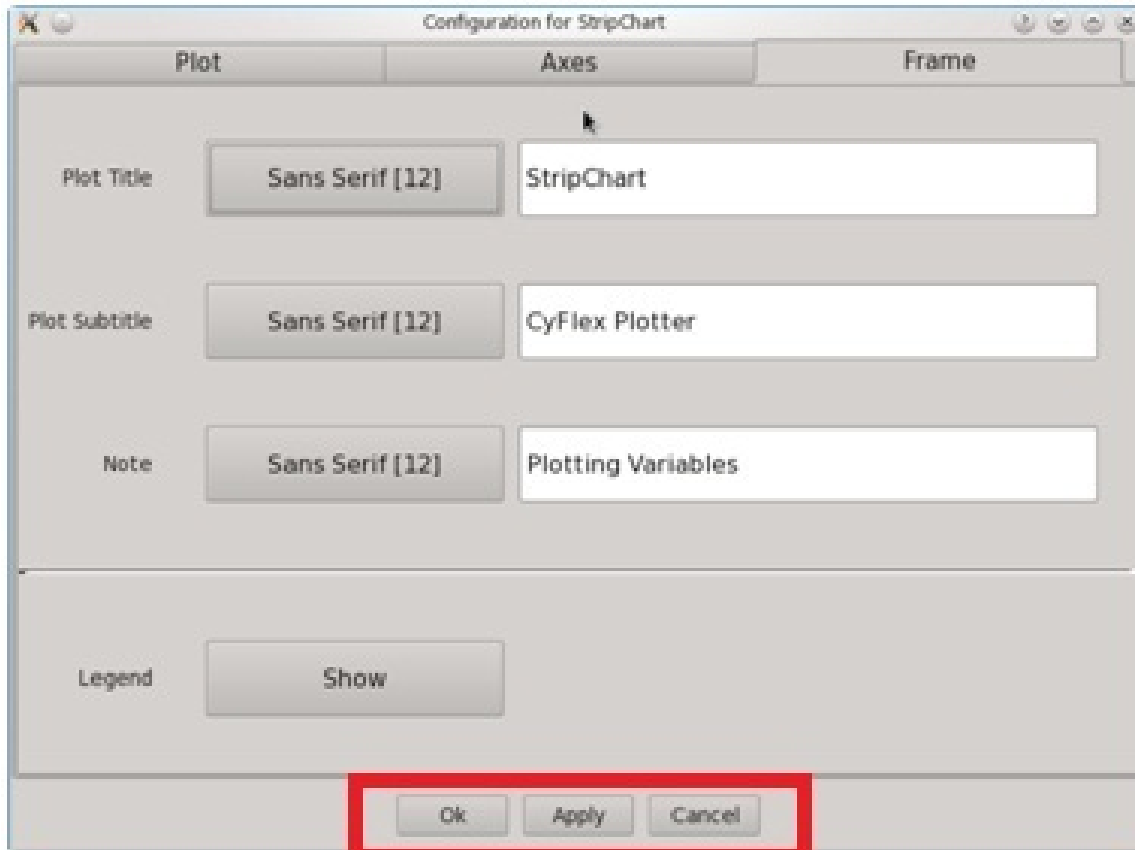 Configuration for StripChart
Plot Axes Frame
Plot Title Sans Serif [12] StripChart
Plot Subtitle Sans Serif [12] CyFlex Plotter
Note Sans Serif [12] Plotting Variables
Legend Show
Ok Apply Cancel